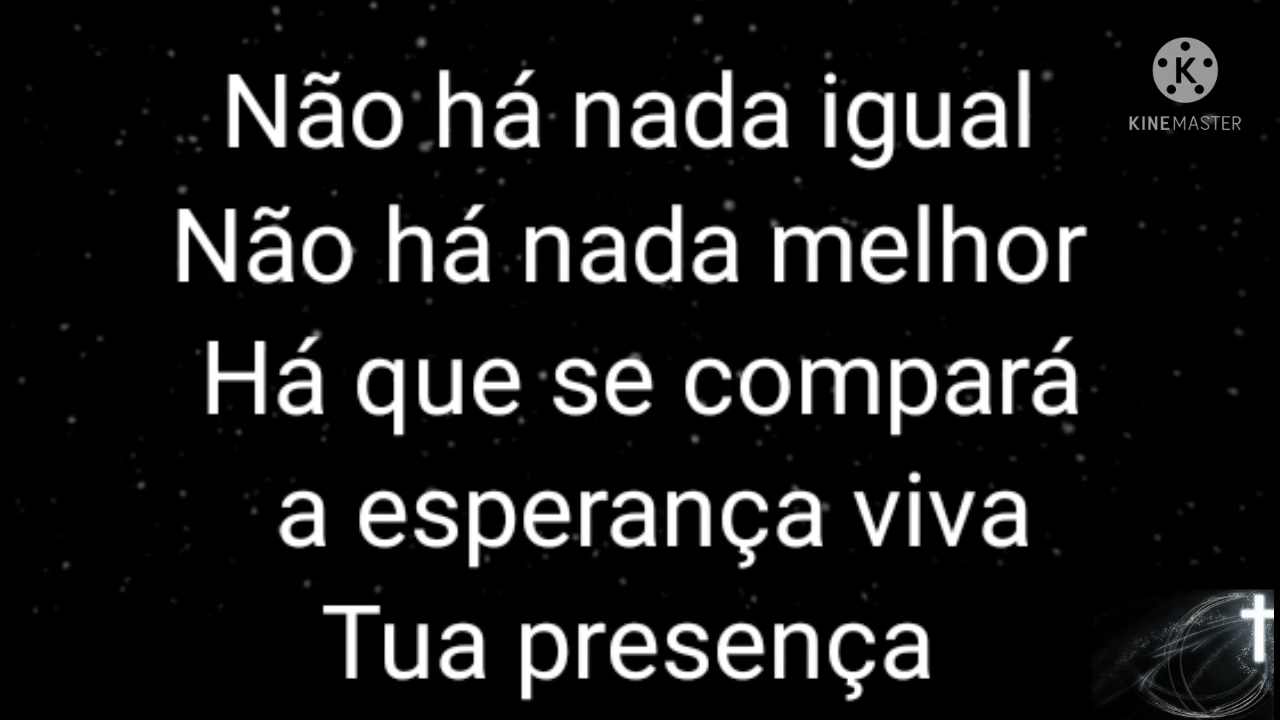 Não há nada igual
Não há nada melhor
Há que se compará
a esperança viva
Tua presença
K
KINEMASTER